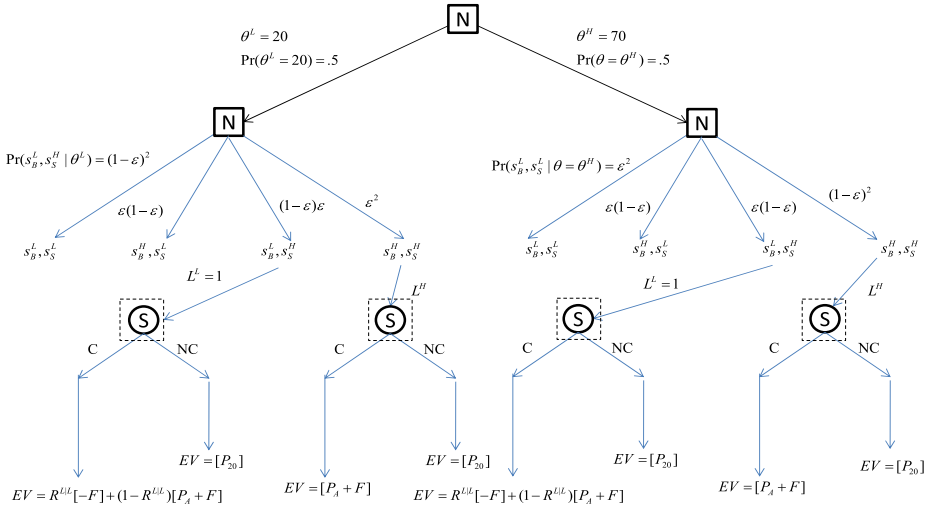 N
θ^L = 20
Pr(θ^L = 20) = .5
θ^H = 70
Pr(θ = θ^H) = .5
N
N
Pr(s_B^L, s_S^H | θ^L) = (1−ε)^2
ε(1−ε)
(1−ε)ε
ε^2
Pr(s_B^L, s_S^L | θ = θ^H) = ε^2
ε(1−ε)
ε(1−ε)
(1−ε)^2
s_B^L, s_S^L
s_B^H, s_S^L
s_B^L, s_S^H
s_B^H, s_S^H
s_B^L, s_S^L
s_B^H, s_S^L
s_B^L, s_S^H
s_B^H, s_S^H
L^L = 1
L^H
L^L = 1
L^H
S
S
S
S
C
NC
C
NC
C
NC
C
NC
EV = [P_20]
EV = [P_20]
EV = [P_20]
EV = [P_20]
EV = R^{L|L}[−F] + (1−R^{L|L})[P_A + F]
EV = [P_A + F]
EV = R^{L|L}[−F] + (1−R^{L|L})[P_A + F]
EV = [P_A + F]